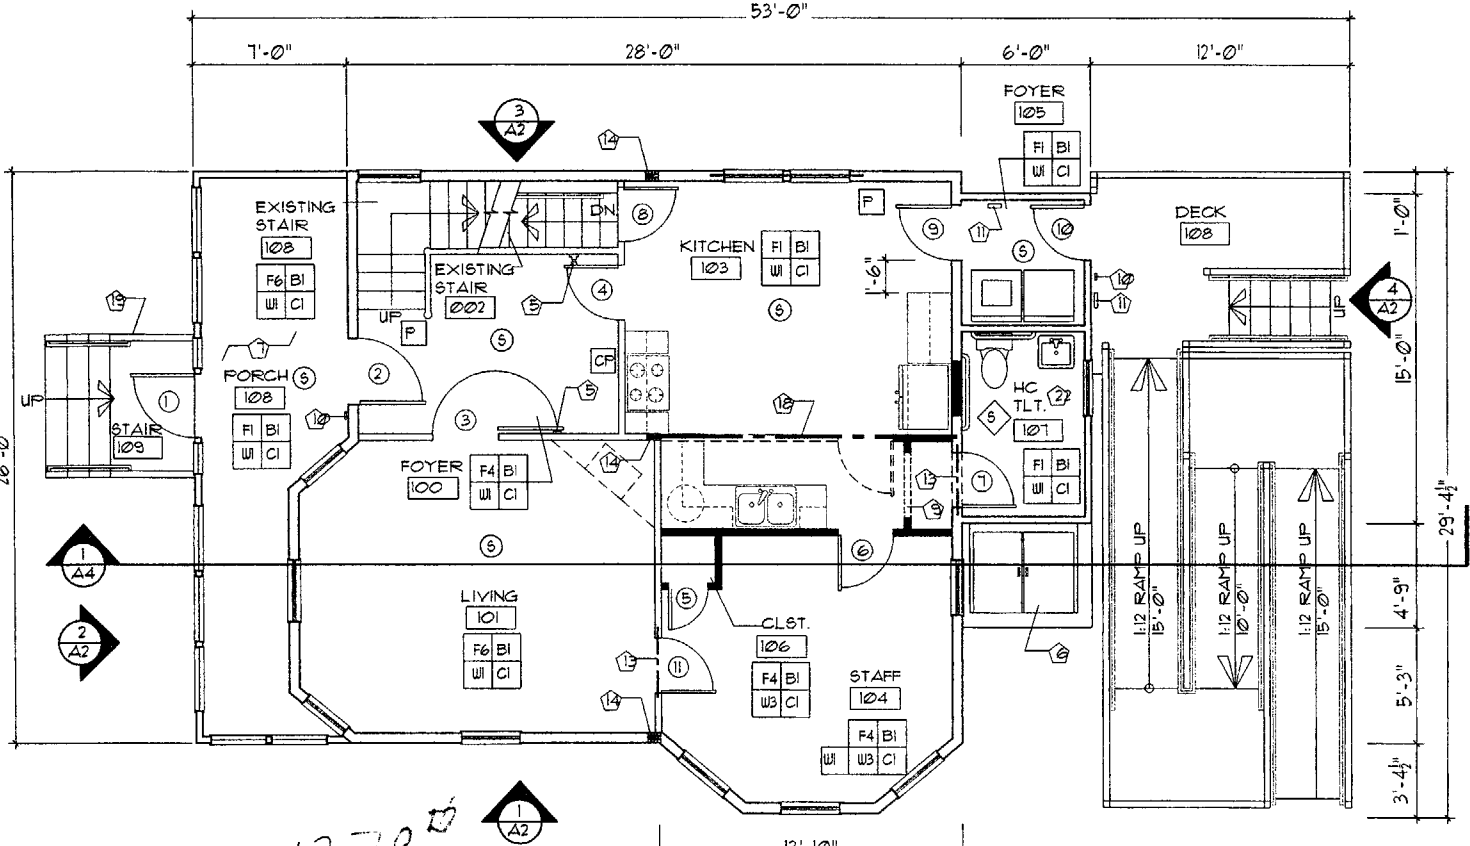 53'-0"
7'-0"
28'-0"
6'-0"
12'-0"
FOYER
105
F1 B1
W1 C1
3
A2
14
EXISTING
STAIR
108
F6 B1
W1 C1
DN
8
KITCHEN
103
F1 B1
W1 C1
P
9
11
10
S
DECK
108
1'-0"
EXISTING
STAIR
002
UP
P
5
4
S
CP
S
'-6"
10
11
UP
4
A2
19
7
PORCH
108
S
2
1
UP
STAIR
109
10
F1 B1
W1 C1
3
5
18
HC
TLT.
22
107
S
F1 B1
W1 C1
15'-0"
FOYER
100
F4 B1
W1 C1
14
13
9
7
29'-4½"
1
A4
S
6
1:12 RAMP UP
15'-0"
1:12 RAMP UP
10'-0"
1:12 RAMP UP
15'-0"
4'-9"
LIVING
101
F6 B1
W1 C1
5
CLST.
106
F4 B1
W3 C1
2
A2
13
11
6
STAFF
104
F4 B1
W1 W3 C1
14
5'-3"
3'-4½"
1
A2
12'-10"